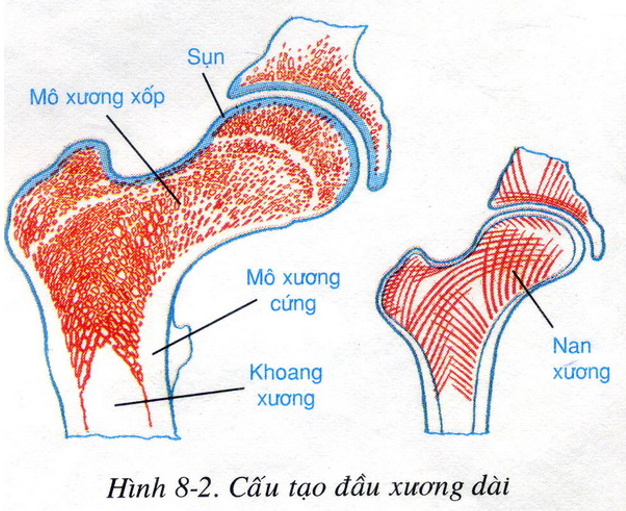 Sụn
Mô xương xốp
Mô xương
cứng
Khoang
xương
Nan
xương
Hình 8-2. Cấu tạo đầu xương dài